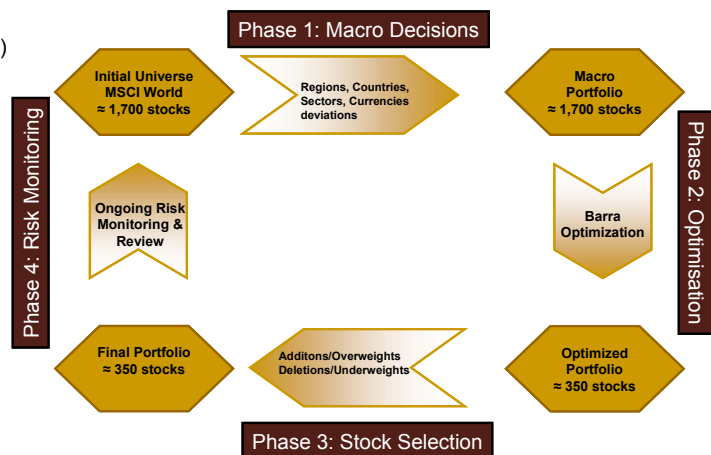 Phase 1: Macro Decisions
)
Initial Universe
MSCI World
≈ 1,700 stocks
Regions, Countries,
Sectors, Currencies
deviations
Macro
Portfolio
≈ 1,700 stocks
Phase 2: Optimisation
Barra
Optimization
Optimized
Portfolio
≈ 350 stocks
Phase 3: Stock Selection
Additons/Overweights
Deletions/Underweights
Final Portfolio
≈ 350 stocks
Phase 4: Risk Monitoring
Ongoing Risk
Monitoring &
Review